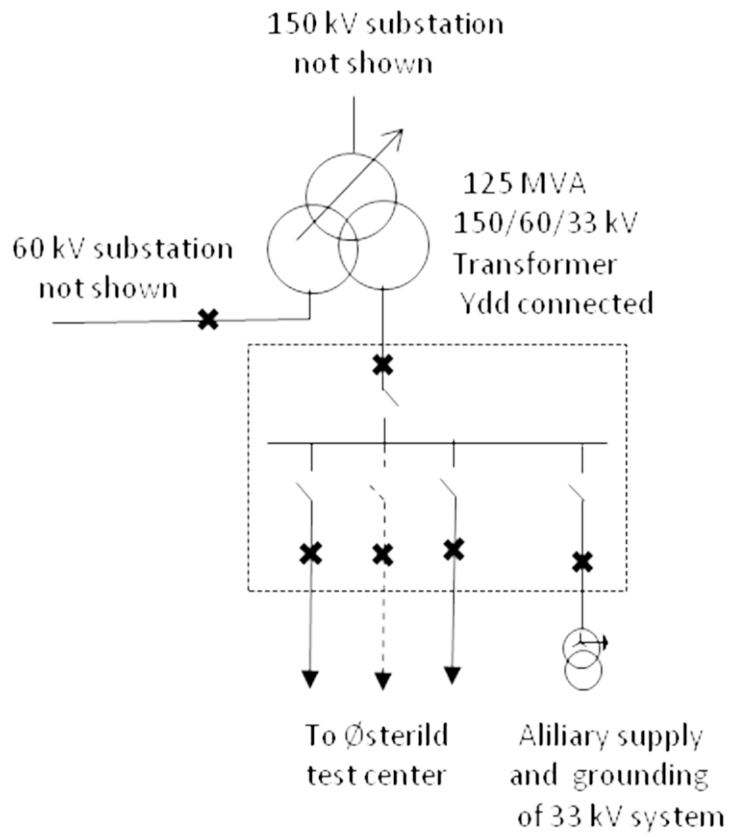 150 kV substation
not shown
125 MVA
150/60/33 kV
Transformer
Ydd connected
60 kV substation
not shown
To Østerild
test center
Aliliary supply
and grounding
of 33 kV system